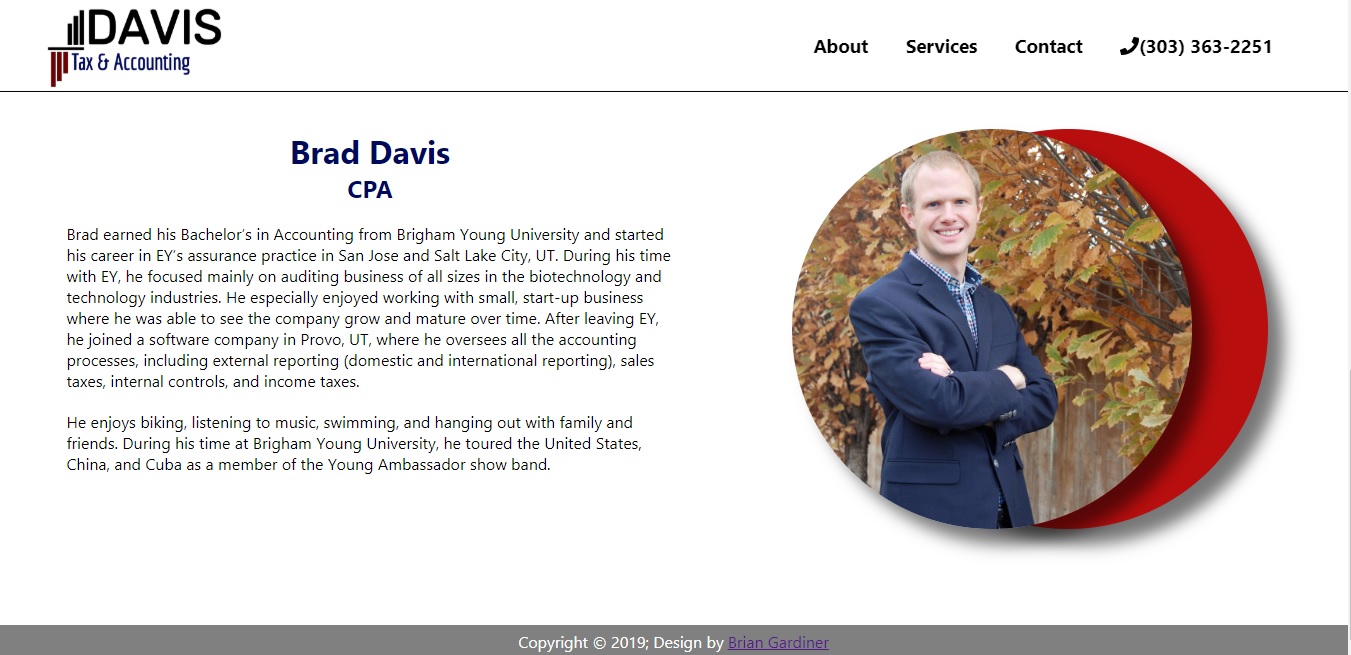 DAVIS
Tax & Accounting
About Services Contact (303) 363-2251
Brad Davis
CPA
Brad earned his Bachelor's in Accounting from Brigham Young University and started
his career in EY's assurance practice in San Jose and Salt Lake City, UT. During his time
with EY, he focused mainly on auditing business of all sizes in the biotechnology and
technology industries. He especially enjoyed working with small, start-up business
where he was able to see the company grow and mature over time. After leaving EY,
he joined a software company in Provo, UT, where he oversees all the accounting
processes, including external reporting (domestic and international reporting), sales
taxes, internal controls, and income taxes.
He enjoys biking, listening to music, swimming, and hanging out with family and
friends. During his time at Brigham Young University, he toured the United States,
China, and Cuba as a member of the Young Ambassador show band.
Copyright © 2019; Design by Brian Gardiner